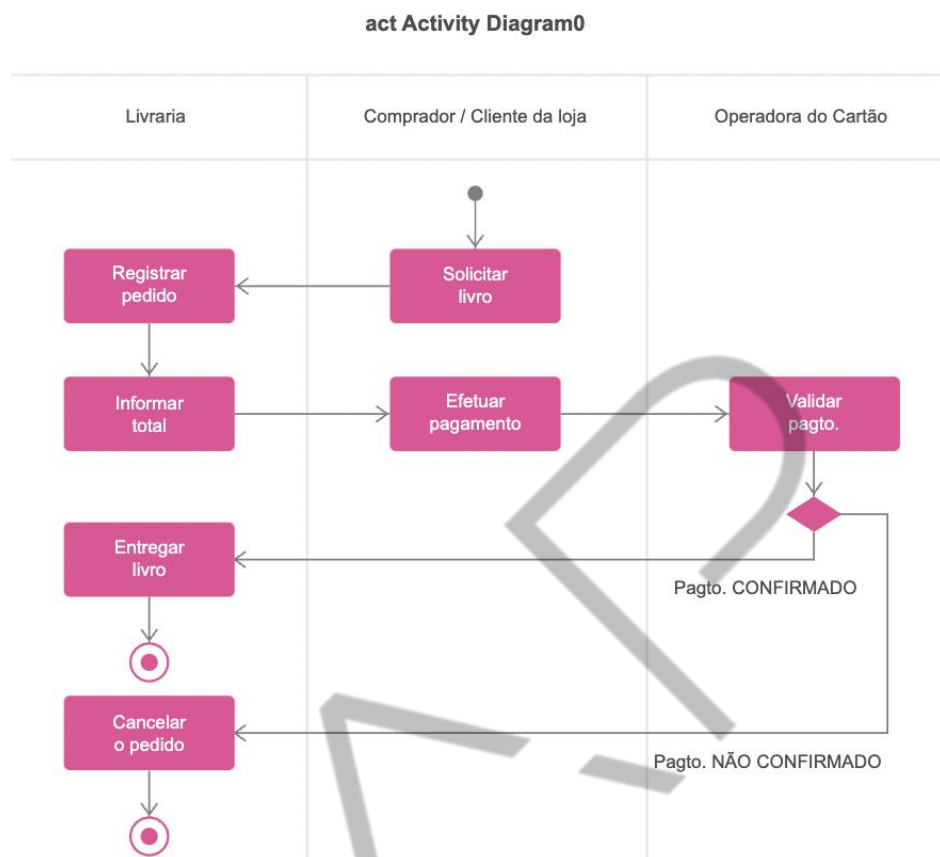 act Activity Diagram0
Livraria
Comprador / Cliente da loja
Operadora do Cartão
Registrar
pedido
Solicitar
livro
Informar
total
Efetuar
pagamento
Validar
pagto.
Entregar
livro
Pagto. CONFIRMADO
Cancelar
o pedido
Pagto. NÃO CONFIRMADO